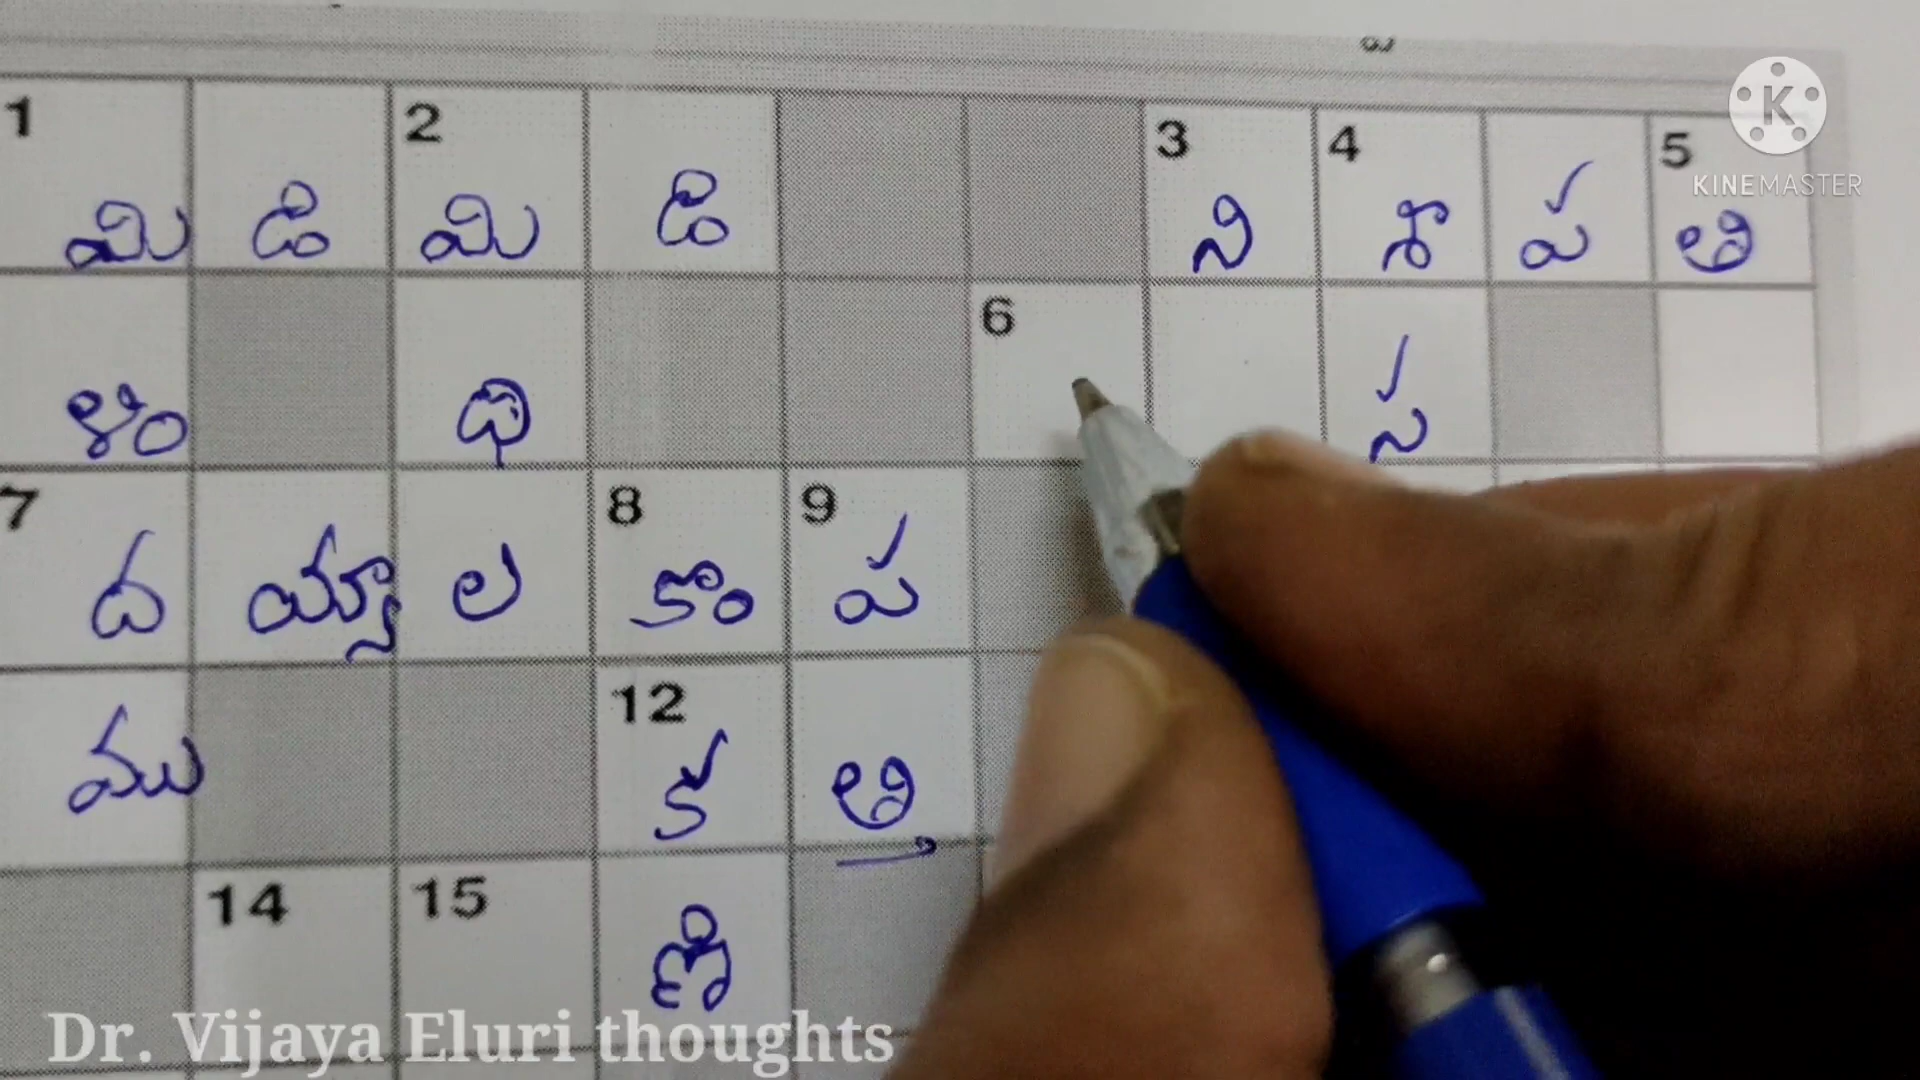 1 2 3 4 5
మి డి మి డి ని శా ప తి
KINEMASTER
6
ళిం థి స
7 8 9
ద య్యా ల కొం ప
12
ము క తి
14 15
ణి
Dr. Vijaya Eluri thoughts